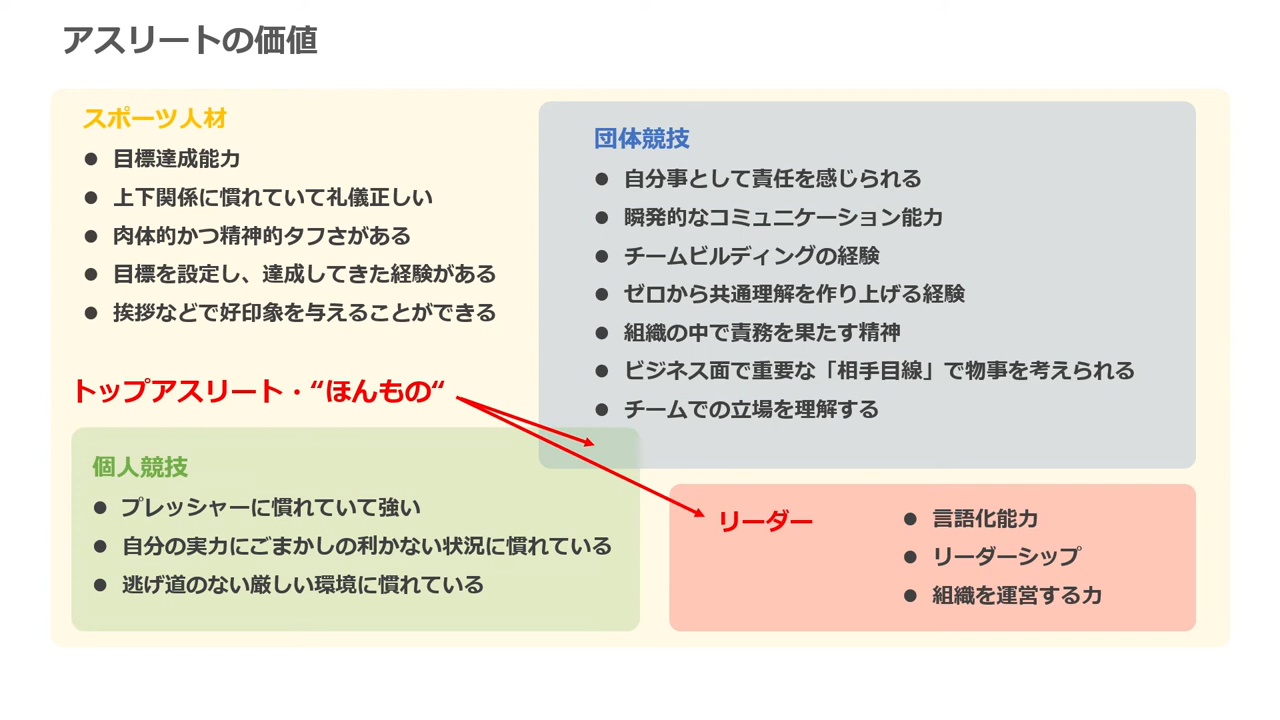 アスリートの価値
スポーツ人材
● 目標達成能力
● 上下関係に慣れていて礼儀正しい
● 肉体的かつ精神的タフさがある
● 目標を設定し、達成してきた経験がある
● 挨拶などで好印象を与えることができる
団体競技
● 自分事として責任を感じられる
● 瞬発的なコミュニケーション能力
● チームビルディングの経験
● ゼロから共通理解を作り上げる経験
● 組織の中で責務を果たす精神
● ビジネス面で重要な「相手目線」で物事を考えられる
● チームでの立場を理解する
トップアスリート・“ほんもの“
個人競技
● プレッシャーに慣れていて強い
● 自分の実力にごまかしの利かない状況に慣れている
● 逃げ道のない厳しい環境に慣れている
リーダー
● 言語化能力
● リーダーシップ
● 組織を運営する力